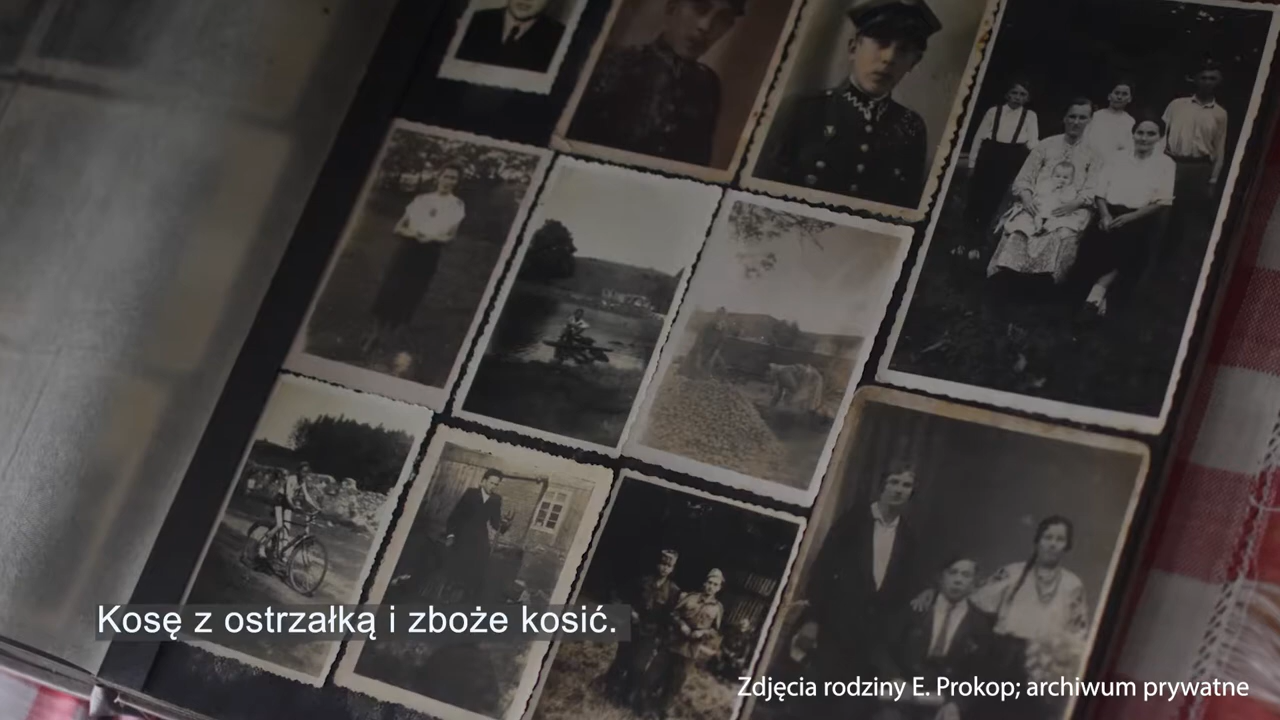 Kosę z ostrzałką i zboże kosić.
Zdjęcia rodziny E. Prokop; archiwum prywatne